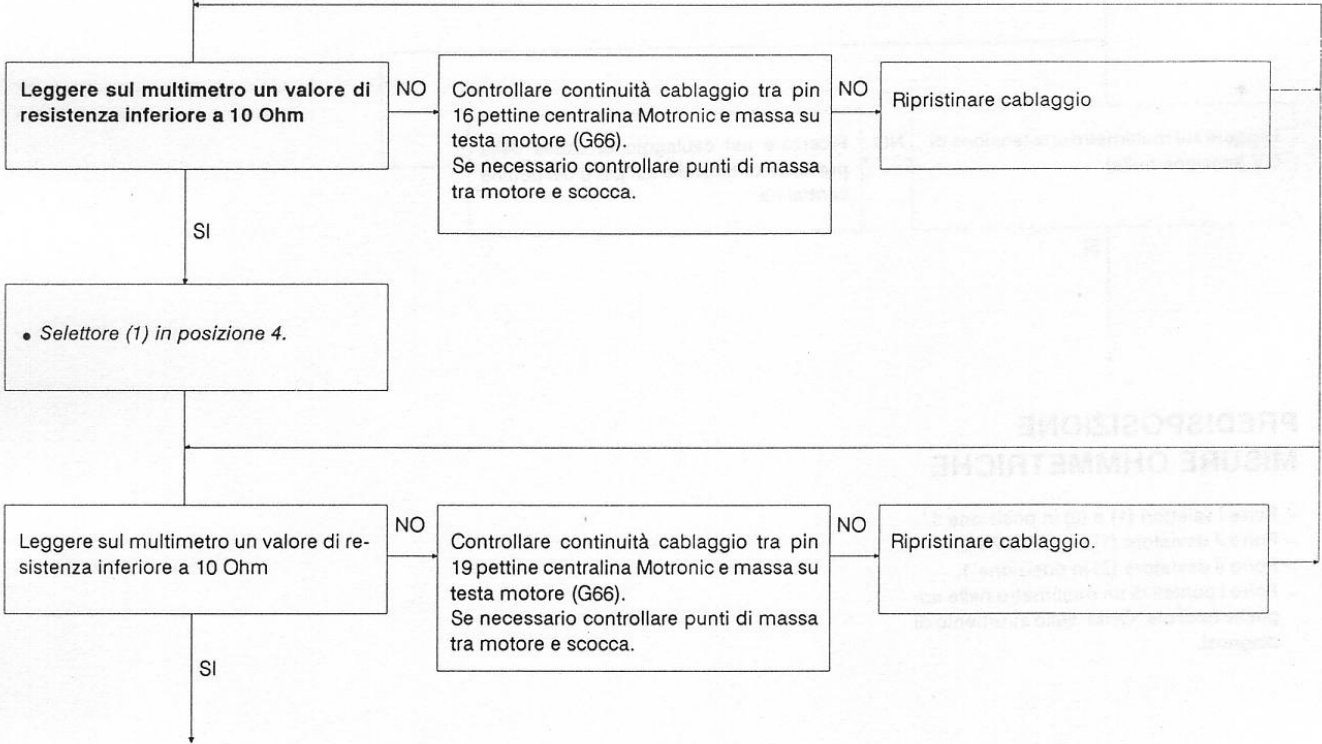 Leggere sul multimetro un valore di
resistenza inferiore a 10 Ohm
NO
Controllare continuità cablaggio tra pin
16 pettine centralina Motronic e massa su
testa motore (G66).
Se necessario controllare punti di massa
tra motore e scocca.
NO
Ripristinare cablaggio
SI
• Selettore (1) in posizione 4.
PREDISPOSIZIONE
MISURE OHMMETRICHE
Leggere sul multimetro un valore di re-
sistenza inferiore a 10 Ohm
NO
Controllare continuità cablaggio tra pin
19 pettine centralina Motronic e massa su
testa motore (G66).
Se necessario controllare punti di massa
tra motore e scocca.
NO
Ripristinare cablaggio.
SI